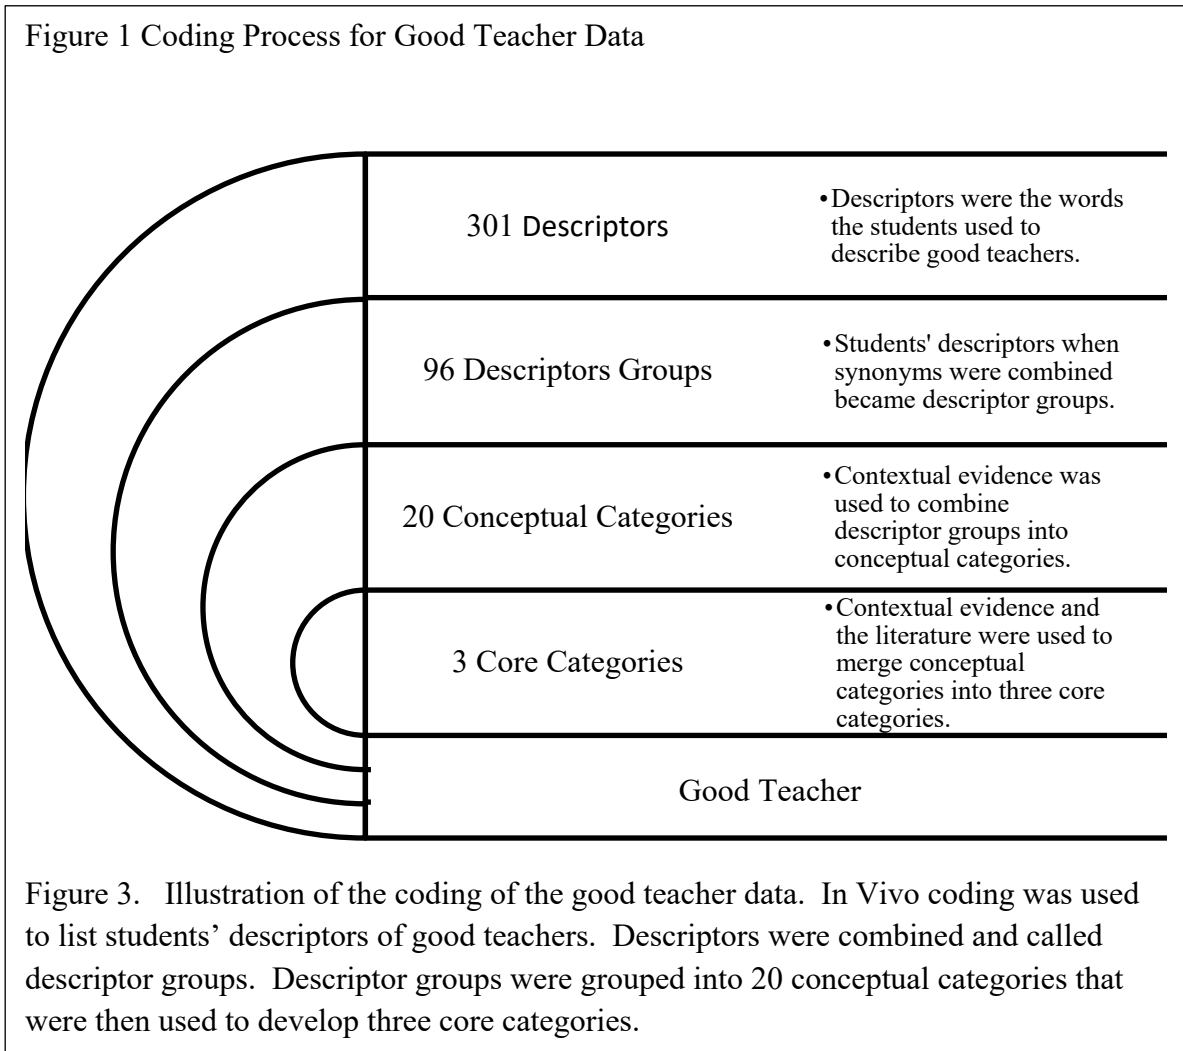 Figure 1 Coding Process for Good Teacher Data
301 Descriptors
•Descriptors were the words
the students used to
describe good teachers.
96 Descriptors Groups
•Students' descriptors when
synonyms were combined
became descriptor groups.
20 Conceptual Categories
•Contextual evidence was
used to combine
descriptor groups into
conceptual categories.
3 Core Categories
•Contextual evidence and
the literature were used to
merge conceptual
categories into three core
categories.
Good Teacher
Figure 3.   Illustration of the coding of the good teacher data.  In Vivo coding was used
to list students’ descriptors of good teachers.  Descriptors were combined and called
descriptor groups.  Descriptor groups were grouped into 20 conceptual categories that
were then used to develop three core categories.